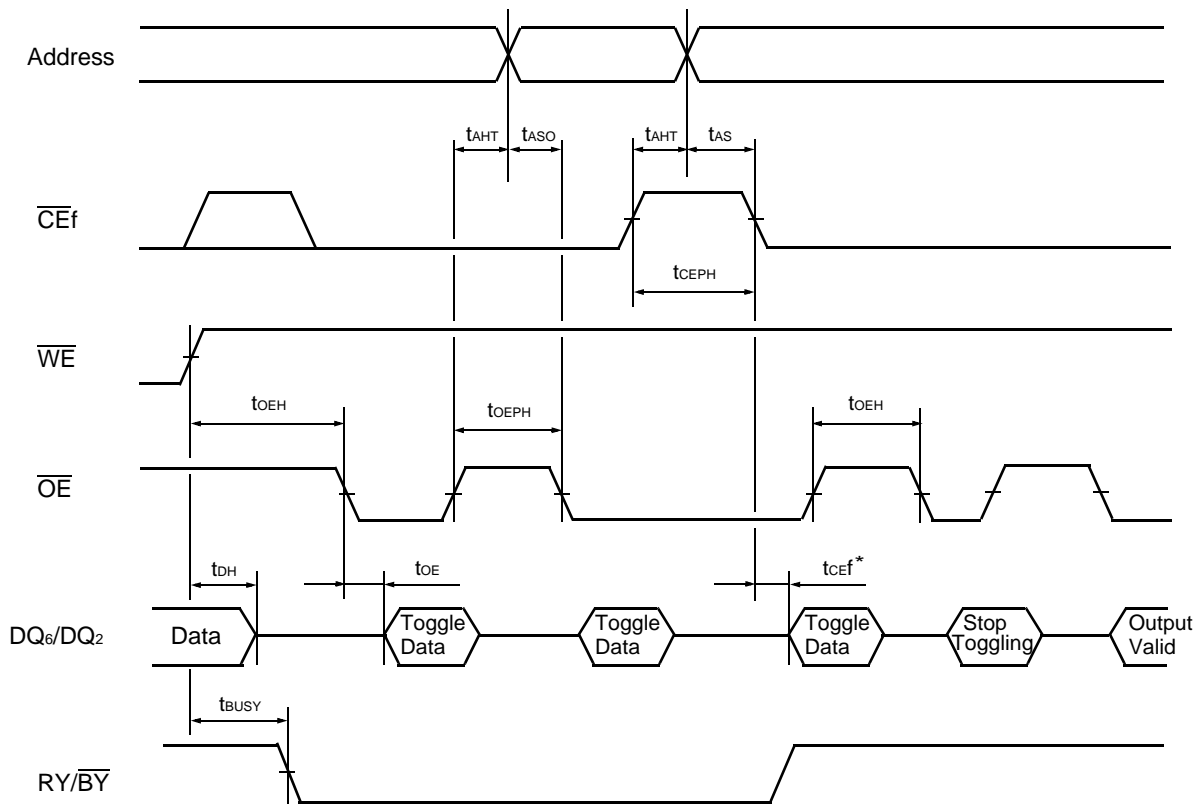 Address
tAHT tASO tAHT tAS
CEf
tCEPH
WE
tOEH tOEPH tOEH
OE
tDH tOE tCEf*
DQ6/DQ2 Data Toggle Data Toggle Data Toggle Data Stop Toggling Output Valid
tBUSY
RY/BY